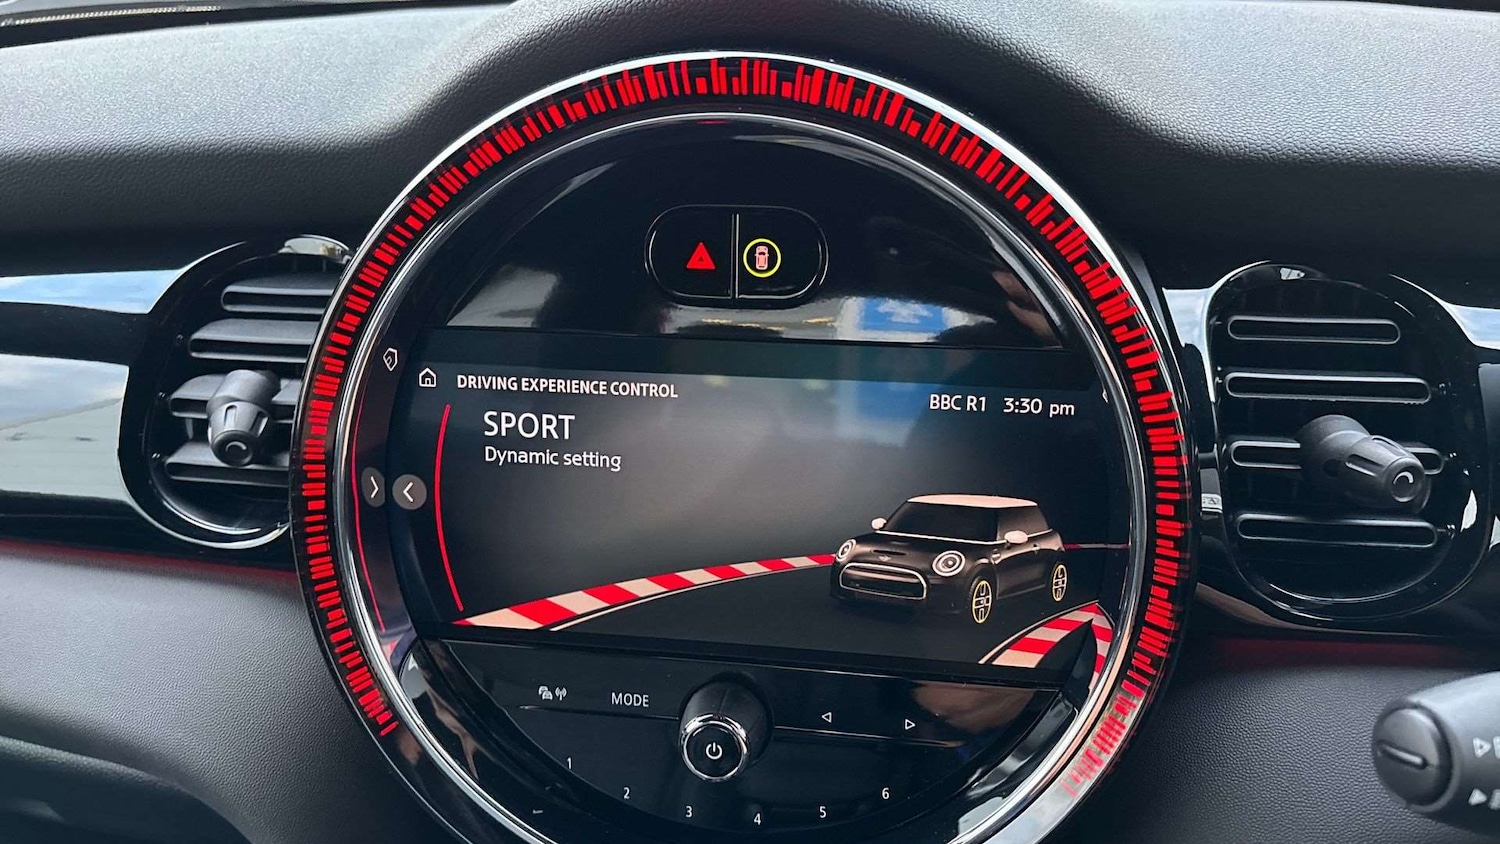 DRIVING EXPERIENCE CONTROL
BBC R1 3:30 pm
SPORT
Dynamic setting
MODE
1
2
3
4
5
6